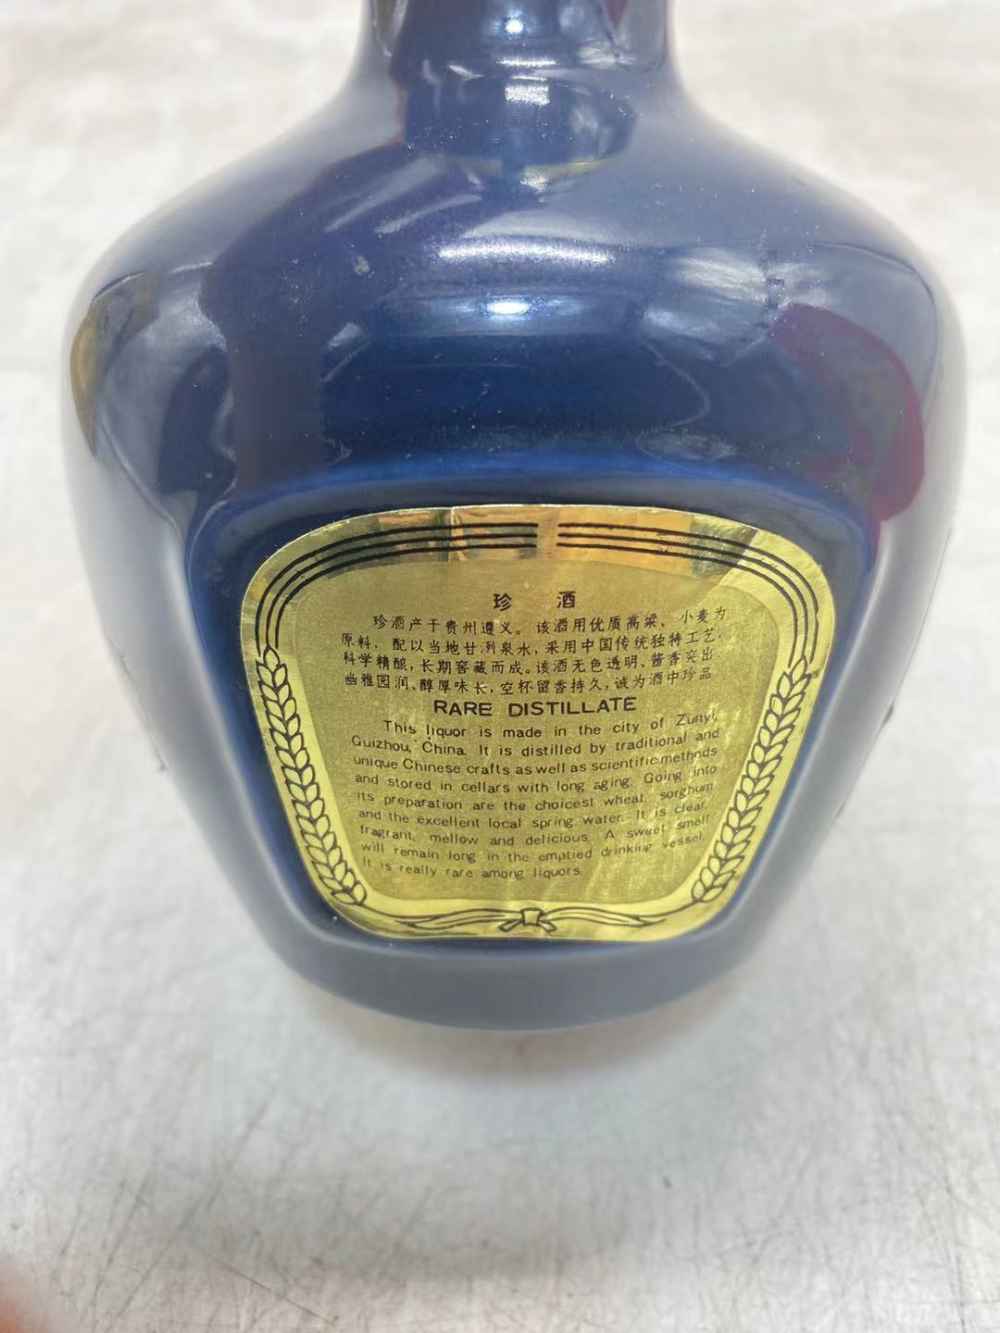 珍 酒
珍酒产于贵州遵义。该酒用优质高粱、小麦为
原料，配以当地甘洌泉水，采用中国传统独特工艺，
科学精酿，长期窖藏而成。该酒无色透明、酱香突出、
幽雅园润、醇厚味长，空杯留香持久，诚为酒中珍品
RARE DISTILLATE
This liquor is made in the city of Zunyi,
Guizhou, China. It is distilled by traditional and
unique Chinese crafts as well as scientific methods
and stored in cellars with long aging. Going into
its preparation are the choicest wheat, sorghum
and the excellent local spring water. It is clear,
fragrant, mellow and delicious. A sweet smell
will remain long in the emptied drinking vessel.
It is really rare among liquors.